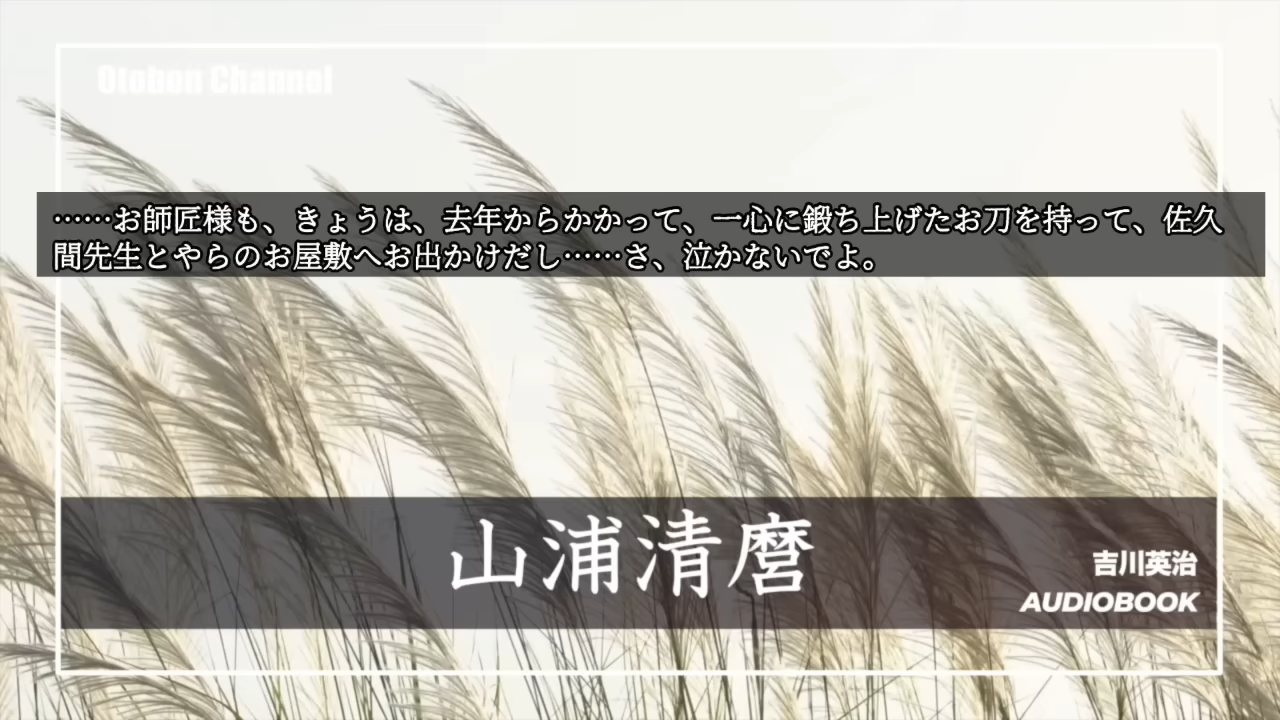 Otobon Channel
……お師匠様も、きょうは、去年からかかって、一心に鍛ち上げたお刀を持って、佐久
間先生とやらのお屋敷へお出かけだし……さ、泣かないでよ。
山浦清麿
吉川英治
AUDIOBOOK